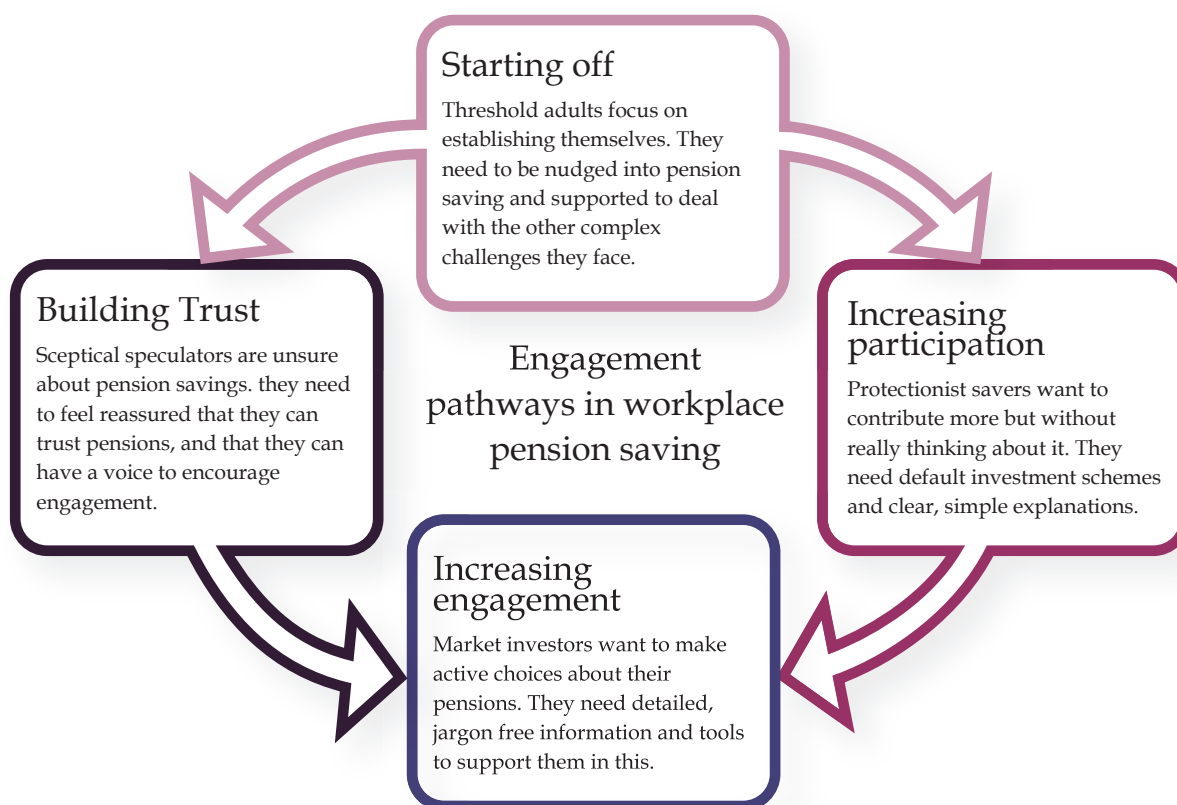 Starting off
Threshold adults focus on
establishing themselves. They
need to be nudged into pension
saving and supported to deal
with the other complex
challenges they face.
Building Trust
Sceptical speculators are unsure
about pension savings. they need
to feel reassured that they can
trust pensions, and that they can
have a voice to encourage
engagement.
Engagement
pathways in workplace
pension saving
Increasing
participation
Protectionist savers want to
contribute more but without
really thinking about it. They
need default investment schemes
and clear, simple explanations.
Increasing
engagement
Market investors want to make
active choices about their
pensions. They need detailed,
jargon free information and tools
to support them in this.